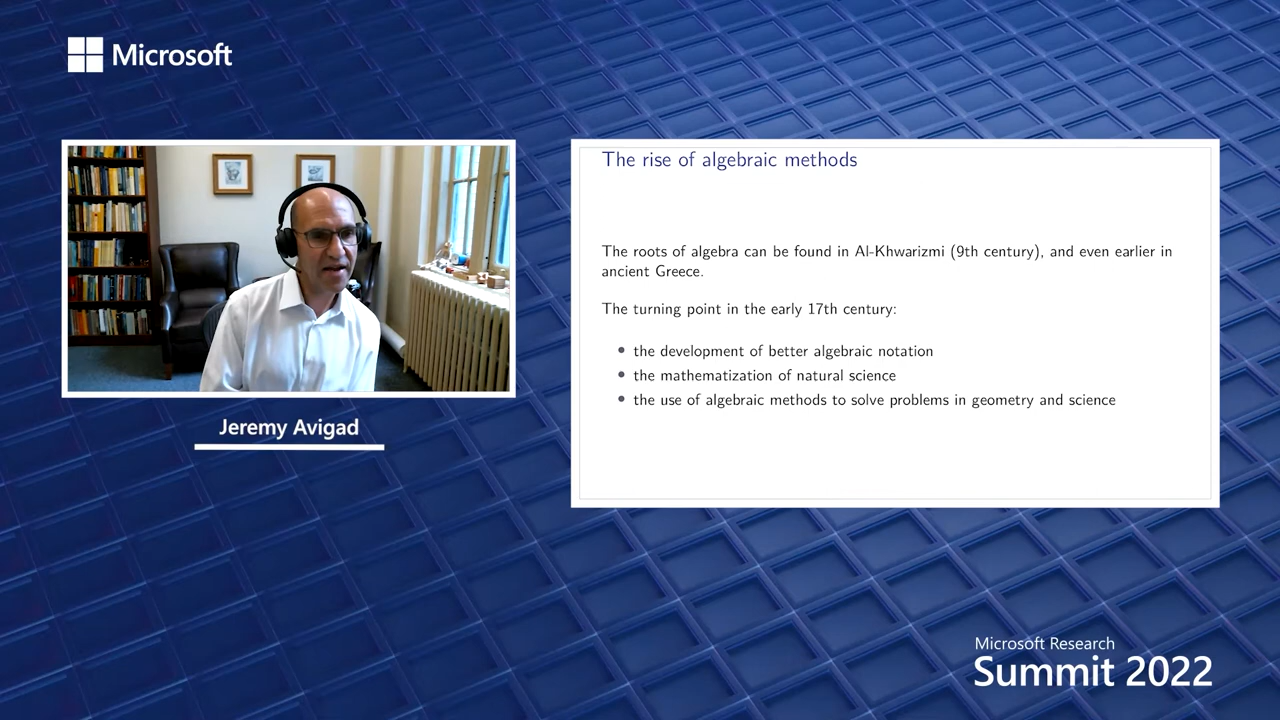 Microsoft
Jeremy Avigad
The rise of algebraic methods
The roots of algebra can be found in Al-Khwarizmi (9th century), and even earlier in
ancient Greece.
The turning point in the early 17th century:
• the development of better algebraic notation
• the mathematization of natural science
• the use of algebraic methods to solve problems in geometry and science
Microsoft Research
Summit 2022